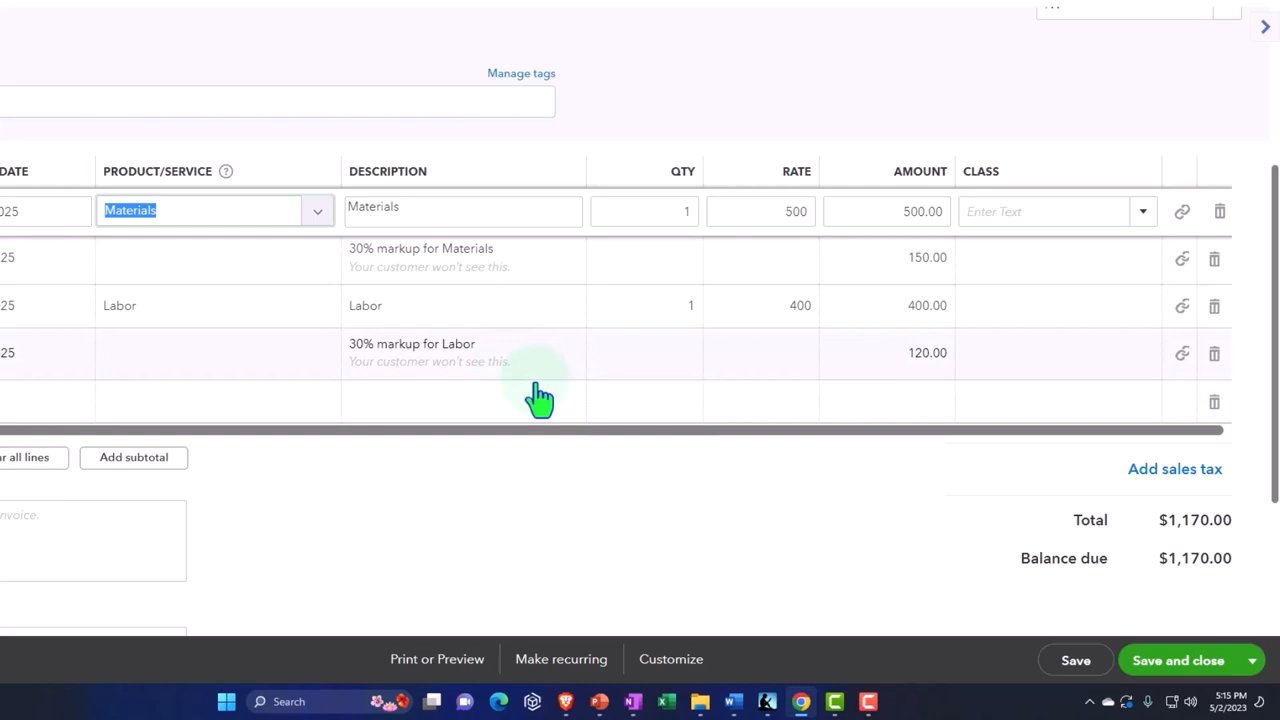 Manage tags
DATE PRODUCT/SERVICE ? DESCRIPTION QTY RATE AMOUNT CLASS
025 Materials Materials 1 500 500.00 Enter Text
25 30% markup for Materials 150.00
Your customer won't see this.
25 Labor Labor 1 400 400.00
25 30% markup for Labor 120.00
Your customer won't see this.
ar all lines Add subtotal
Add sales tax
nvoice.
Total $1,170.00
Balance due $1,170.00
Print or Preview Make recurring Customize Save Save and close
Search
5:15 PM
5/2/2023